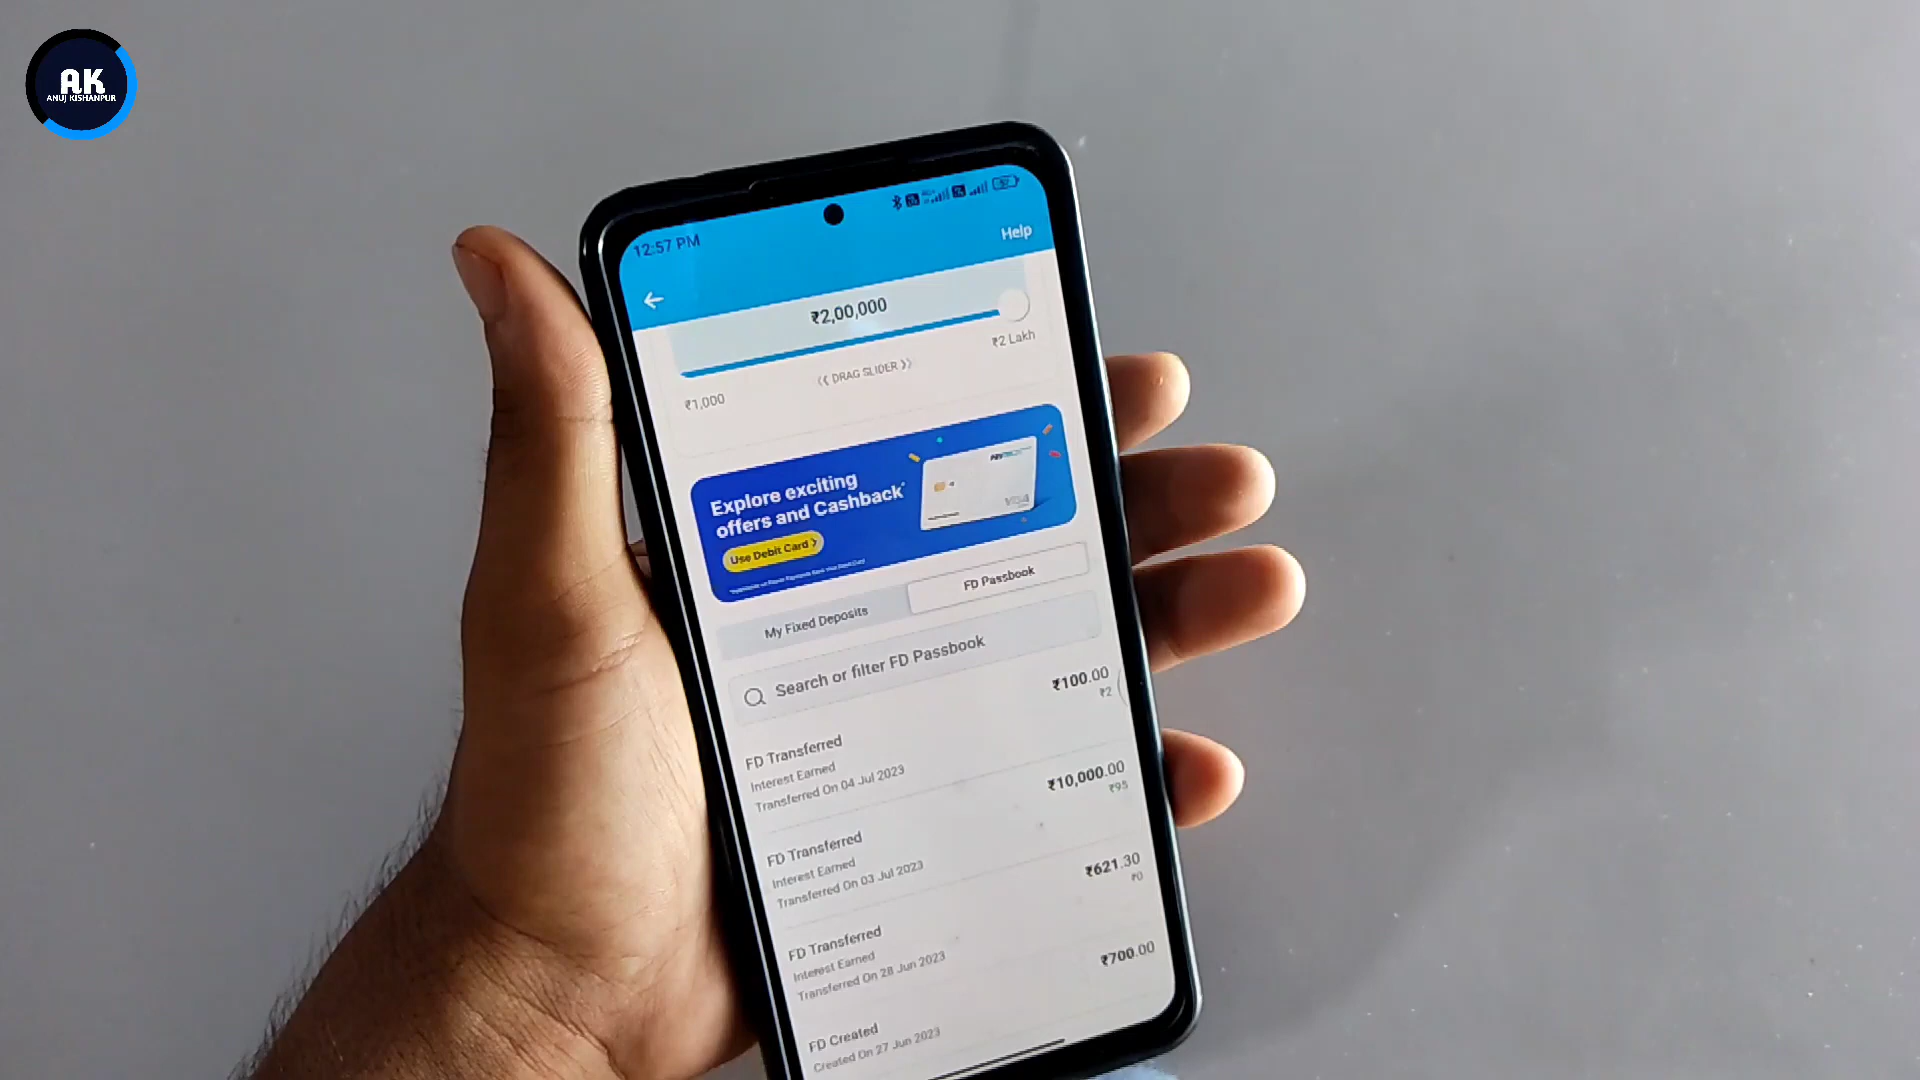 AK
ANUJ KISHANPUR
12:57 PM
Help
₹2,00,000
₹2 Lakh
DRAG SLIDER
₹1,000
Explore exciting
offers and Cashback*
Use Debit Card
VISA
My Fixed Deposits
FD Passbook
Search or filter FD Passbook
₹100.00
₹2
FD Transferred
Interest Earned
Transferred On 04 Jul 2023
₹10,000.00
₹95
FD Transferred
Interest Earned
Transferred On 03 Jul 2023
₹621.30
₹0
FD Transferred
Interest Earned
Transferred On 28 Jun 2023
₹700.00
FD Created
Created On 27 Jun 2023